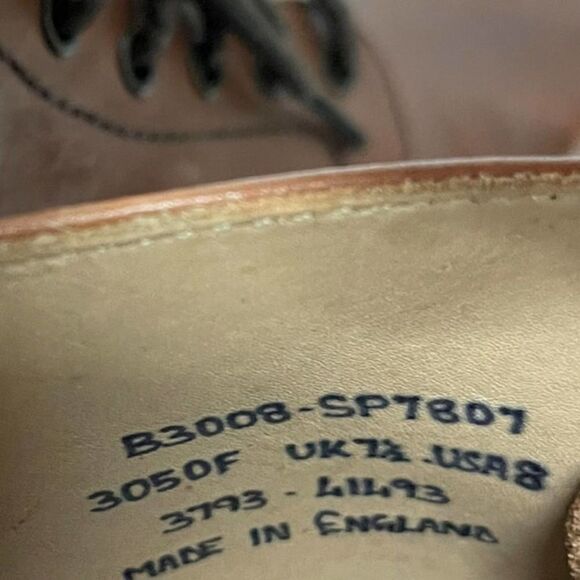 B3008-SP7807
3050F UK7½ .USA8
3793 - 41493
MADE IN ENGLAND